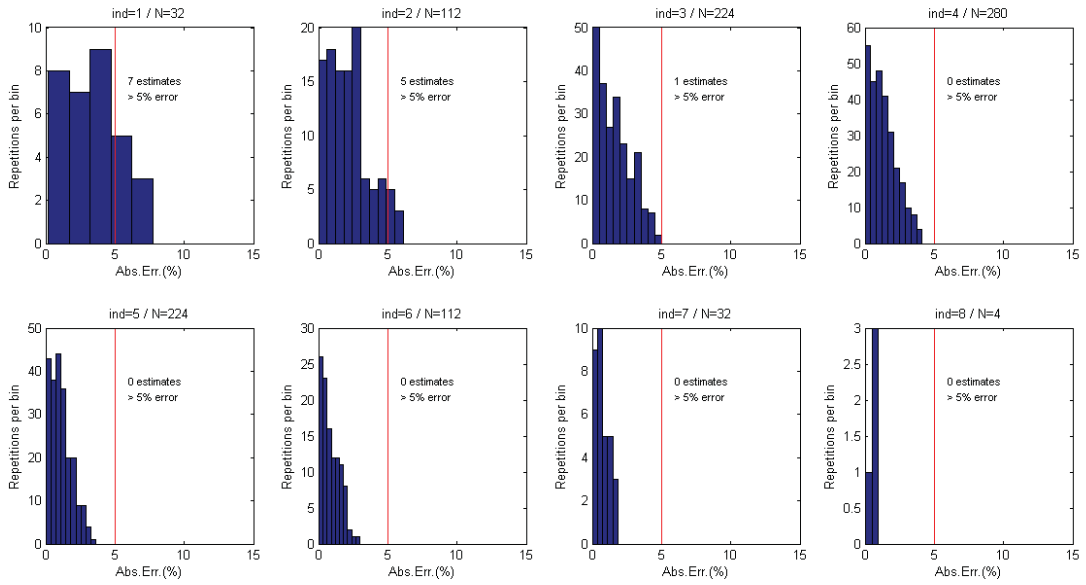 ind=1 / N=32
10
8
6
4
2
0
Repetitions per bin
7 estimates
> 5% error
0 5 10 15
Abs.Err.(%)
ind=2 / N=112
20
15
10
5
0
Repetitions per bin
5 estimates
> 5% error
0 5 10 15
Abs.Err.(%)
ind=3 / N=224
50
40
30
20
10
0
Repetitions per bin
1 estimates
> 5% error
0 5 10 15
Abs.Err.(%)
ind=4 / N=280
60
50
40
30
20
10
0
Repetitions per bin
0 estimates
> 5% error
0 5 10 15
Abs.Err.(%)
ind=5 / N=224
50
40
30
20
10
0
Repetitions per bin
0 estimates
> 5% error
0 5 10 15
Abs.Err.(%)
ind=6 / N=112
30
25
20
15
10
5
0
Repetitions per bin
0 estimates
> 5% error
0 5 10 15
Abs.Err.(%)
ind=7 / N=32
10
8
6
4
2
0
Repetitions per bin
0 estimates
> 5% error
0 5 10 15
Abs.Err.(%)
ind=8 / N=4
3
2.5
2
1.5
1
0.5
0
Repetitions per bin
0 estimates
> 5% error
0 5 10 15
Abs.Err.(%)